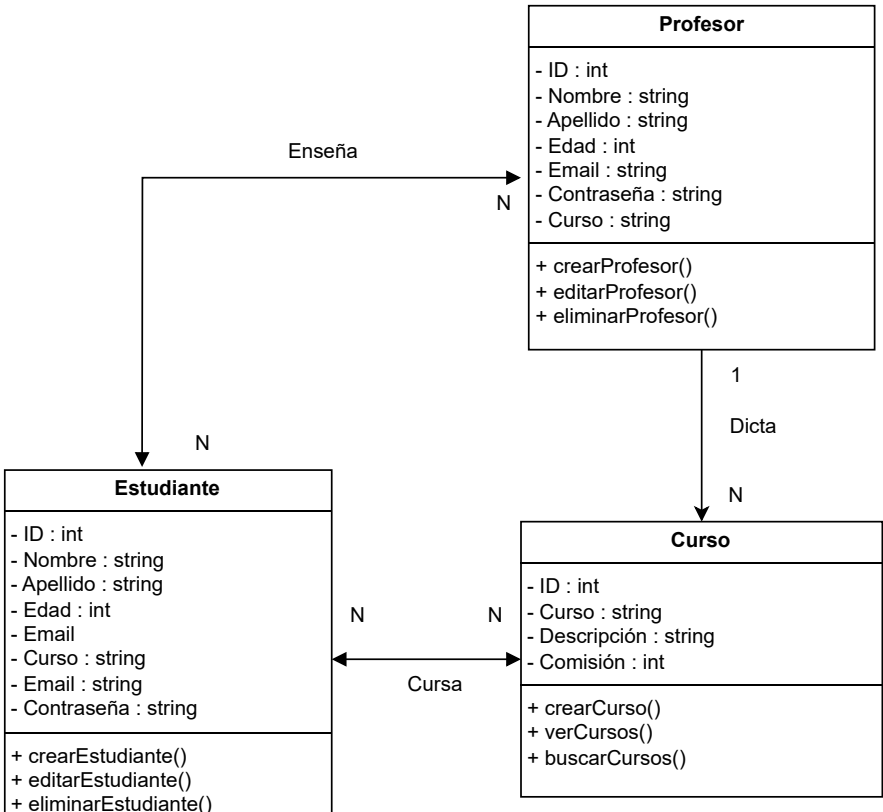 Profesor
- ID : int
- Nombre : string
- Apellido : string
- Edad : int
- Email : string
- Contraseña : string
- Curso : string
+ crearProfesor()
+ editarProfesor()
+ eliminarProfesor()
Enseña
N
N
1
Dicta
N
Estudiante
- ID : int
- Nombre : string
- Apellido : string
- Edad : int
- Email
- Curso : string
- Email : string
- Contraseña : string
+ crearEstudiante()
+ editarEstudiante()
+ eliminarEstudiante()
N
N
Cursa
Curso
- ID : int
- Curso : string
- Descripción : string
- Comisión : int
+ crearCurso()
+ verCursos()
+ buscarCursos()